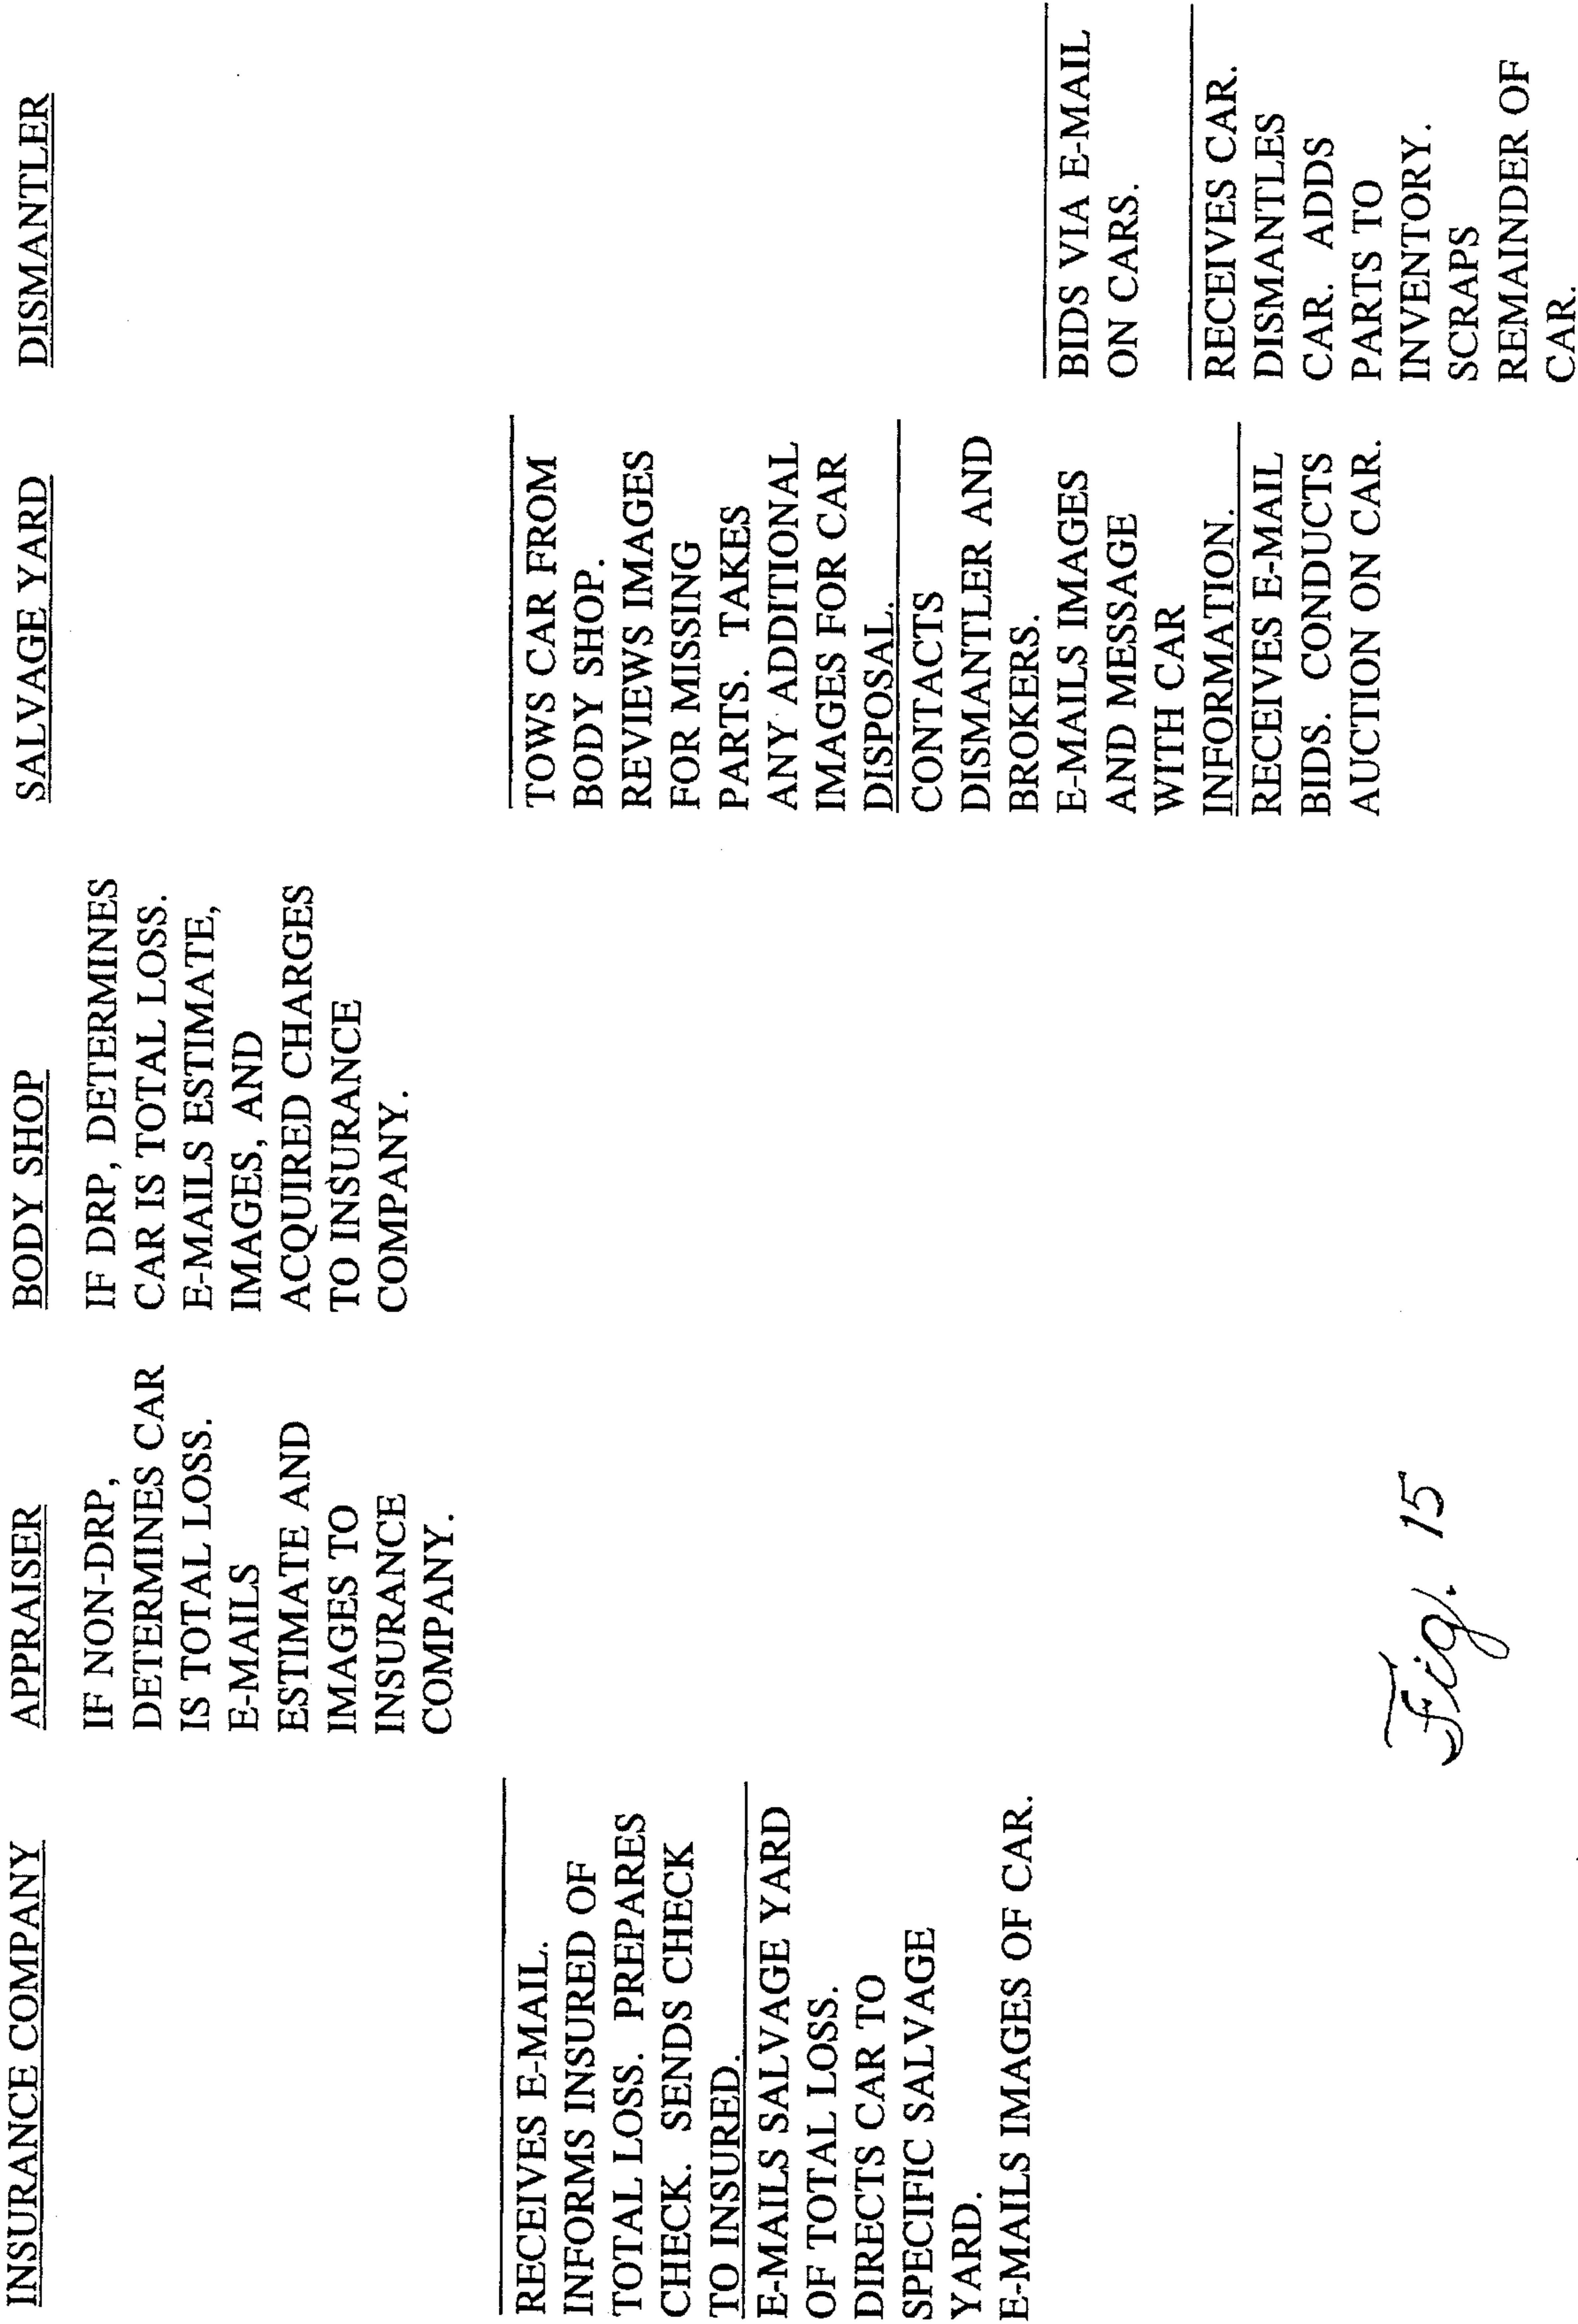 INSURANCE COMPANY
RECEIVES E-MAIL.
INFORMS INSURED OF
TOTAL LOSS. PREPARES
CHECK. SENDS CHECK
TO INSURED.
E-MAILS SALVAGE YARD
OF TOTAL LOSS.
DIRECTS CAR TO
SPECIFIC SALVAGE
YARD.
E-MAILS IMAGES OF CAR.
APPRAISER
IF NON-DRP,
DETERMINES CAR
IS TOTAL LOSS.
E-MAILS
ESTIMATE AND
IMAGES TO
INSURANCE
COMPANY.
BODY SHOP
IF DRP, DETERMINES
CAR IS TOTAL LOSS.
E-MAILS ESTIMATE,
IMAGES, AND
ACQUIRED CHARGES
TO INSURANCE
COMPANY.
SALVAGE YARD
TOWS CAR FROM
BODY SHOP.
REVIEWS IMAGES
FOR MISSING
PARTS. TAKES
ANY ADDITIONAL
IMAGES FOR CAR
DISPOSAL.
CONTACTS
DISMANTLER AND
BROKERS.
E-MAILS IMAGES
AND MESSAGE
WITH CAR
INFORMATION.
RECEIVES E-MAIL
BIDS. CONDUCTS
AUCTION ON CAR.
DISMANTLER
BIDS VIA E-MAIL
ON CARS.
RECEIVES CAR.
DISMANTLES
CAR. ADDS
PARTS TO
INVENTORY.
SCRAPS
REMAINDER OF
CAR.
Fig. 15